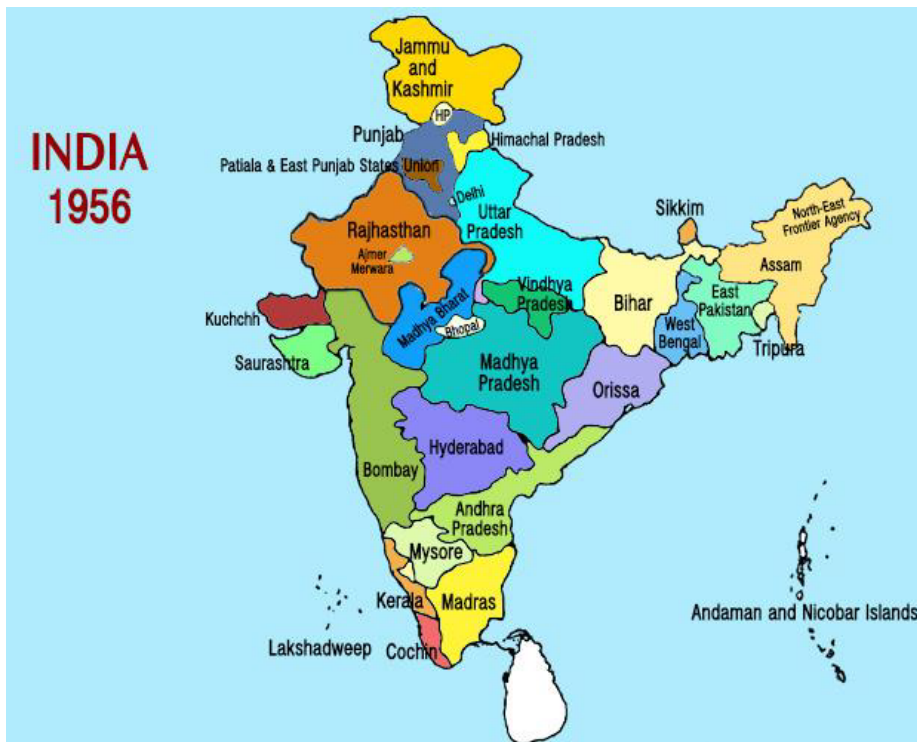 Jammu
and
Kashmir
HP
INDIA
1956
Punjab
Himachal Pradesh
Patiala & East Punjab States Union
Delhi
Uttar
Pradesh
Sikkim
North-East
Frontier Agency
Rajhasthan
Ajmer
Merwara
Assam
Kuchchh
Madhya Bharat
Vindhya
Pradesh
Bihar
East
Pakistan
Bhopal
West
Bengal
Tripura
Saurashtra
Madhya
Pradesh
Orissa
Hyderabad
Bombay
Andhra
Pradesh
Mysore
Kerala
Madras
Andaman and Nicobar Islands
Lakshadweep
Cochin